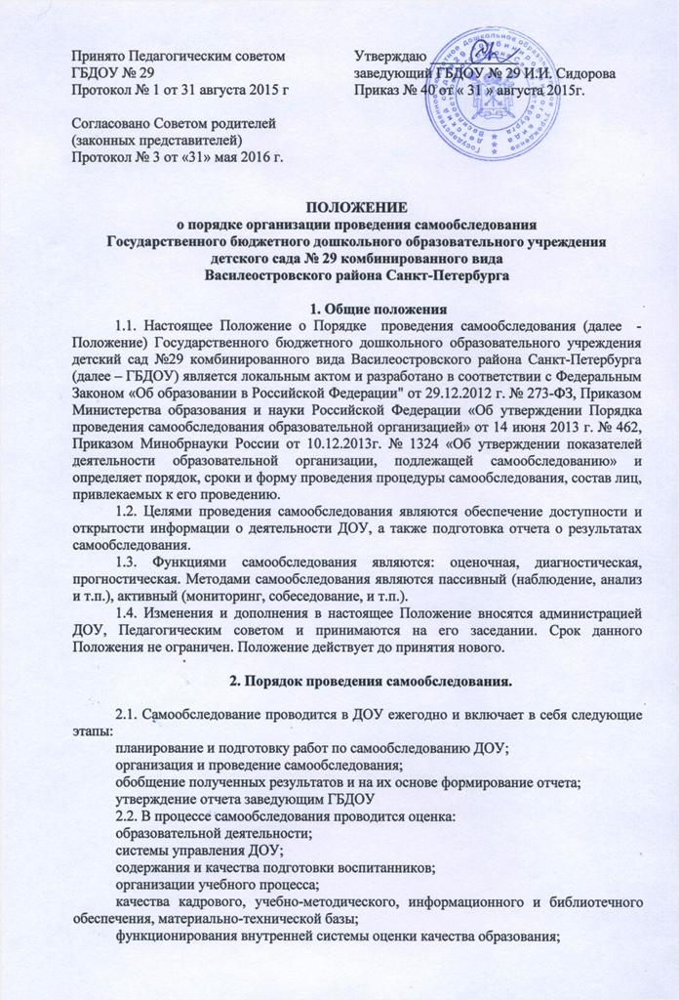 Принято Педагогическим советом
ГБДОУ № 29
Протокол № 1 от 31 августа 2015 г
Утверждаю
заведующий ГБДОУ № 29 И.И. Сидорова
Приказ № 40 от « 31 » августа 2015г.
Согласовано Советом родителей
(законных представителей)
Протокол № 3 от «31» мая 2016 г.
ПОЛОЖЕНИЕ
о порядке организации проведения самообследования
Государственного бюджетного дошкольного образовательного учреждения
детского сада № 29 комбинированного вида
Василеостровского района Санкт-Петербурга
1. Общие положения
1.1. Настоящее Положение о Порядке проведения самообследования (далее -
Положение) Государственного бюджетного дошкольного образовательного учреждения
детский сад №29 комбинированного вида Василеостровского района Санкт-Петербурга
(далее – ГБДОУ) является локальным актом и разработано в соответствии с Федеральным
Законом «Об образовании в Российской Федерации" от 29.12.2012 г. № 273-ФЗ, Приказом
Министерства образования и науки Российской Федерации «Об утверждении Порядка
проведения самообследования образовательной организацией» от 14 июня 2013 г. № 462,
Приказом Минобрнауки России от 10.12.2013г. № 1324 «Об утверждении показателей
деятельности образовательной организации, подлежащей самообследованию» и
определяет порядок, сроки и форму проведения процедуры самообследования, состав лиц,
привлекаемых к его проведению.
1.2. Целями проведения самообследования являются обеспечение доступности и
открытости информации о деятельности ДОУ, а также подготовка отчета о результатах
самообследования.
1.3. Функциями самообследования являются: оценочная, диагностическая,
прогностическая. Методами самообследования являются пассивный (наблюдение, анализ
и т.п.), активный (мониторинг, собеседование, и т.п.).
1.4. Изменения и дополнения в настоящее Положение вносятся администрацией
ДОУ, Педагогическим советом и принимаются на его заседании. Срок данного
Положения не ограничен. Положение действует до принятия нового.
2. Порядок проведения самообследования.
2.1. Самообследование проводится в ДОУ ежегодно и включает в себя следующие
этапы:
планирование и подготовку работ по самообследованию ДОУ;
организация и проведение самообследования;
обобщение полученных результатов и на их основе формирование отчета;
утверждение отчета заведующим ГБДОУ
2.2. В процессе самообследования проводится оценка:
образовательной деятельности;
системы управления ДОУ;
содержания и качества подготовки воспитанников;
организации учебного процесса;
качества кадрового, учебно-методического, информационного и библиотечного
обеспечения, материально-технической базы;
функционирования внутренней системы оценки качества образования;